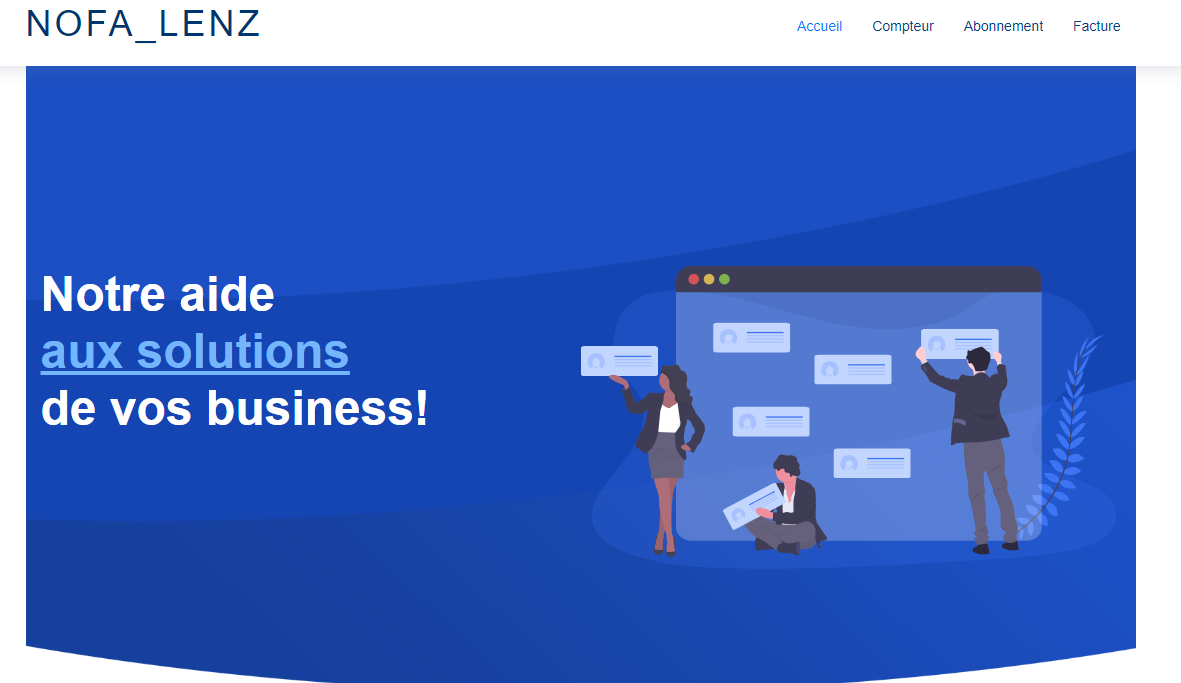 NOFA_LENZ
Accueil Compteur Abonnement Facture
Notre aide
aux solutions
de vos business!